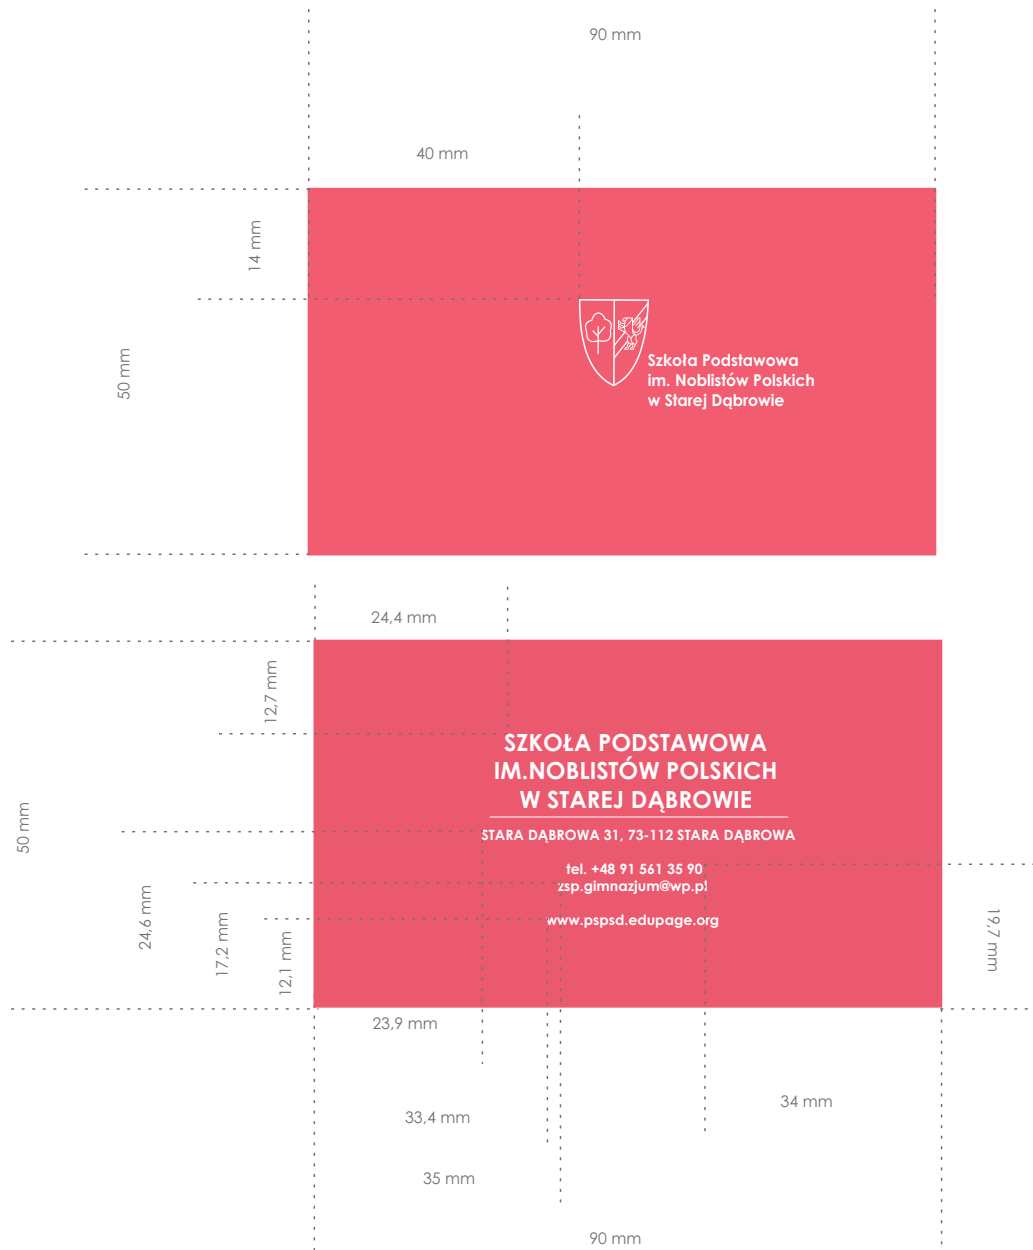 90 mm
40 mm
14 mm
50 mm
Szkoła Podstawowa
im. Noblistów Polskich
w Starej Dąbrowie
24,4 mm
12,7 mm
SZKOŁA PODSTAWOWA
IM.NOBLISTÓW POLSKICH
W STAREJ DĄBROWIE
50 mm
STARA DĄBROWA 31, 73-112 STARA DĄBROWA
tel. +48 91 561 35 90
zsp.gimnazjum@wp.pl
www.pspsd.edupage.org
24,6 mm
17,2 mm
12,1 mm
19,7 mm
23,9 mm
34 mm
33,4 mm
35 mm
90 mm